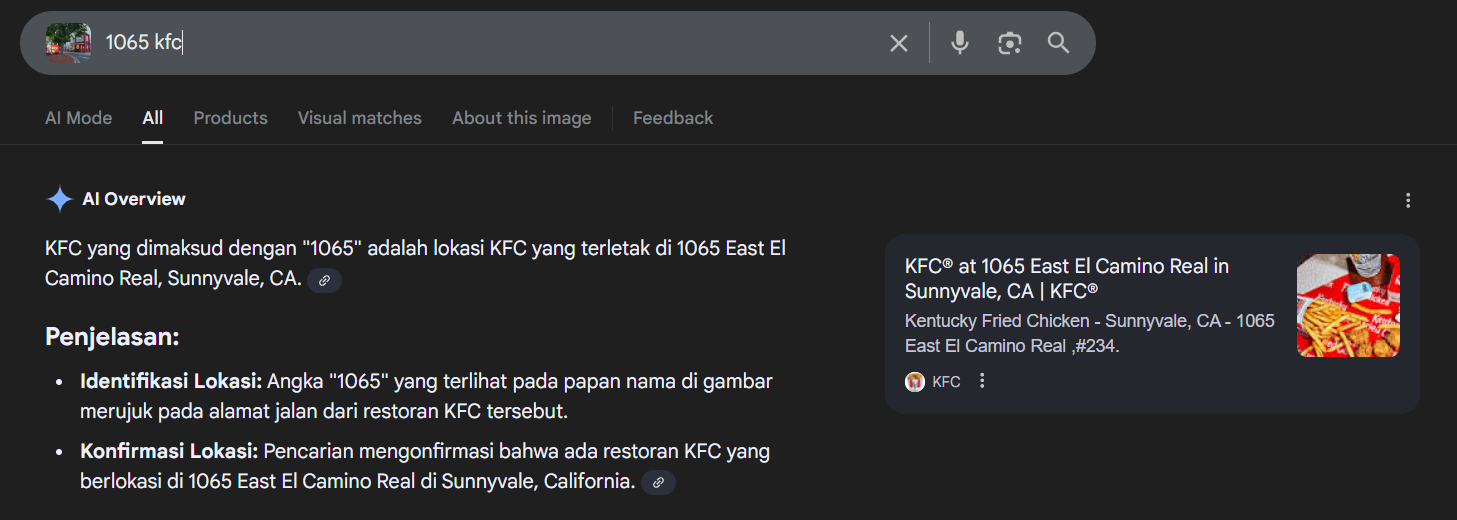 1065 kfc
AI Mode All Products Visual matches About this image Feedback
AI Overview
KFC yang dimaksud dengan "1065" adalah lokasi KFC yang terletak di 1065 East El
Camino Real, Sunnyvale, CA.
Penjelasan:
• Identifikasi Lokasi: Angka "1065" yang terlihat pada papan nama di gambar
merujuk pada alamat jalan dari restoran KFC tersebut.
• Konfirmasi Lokasi: Pencarian mengonfirmasi bahwa ada restoran KFC yang
berlokasi di 1065 East El Camino Real di Sunnyvale, California.
KFC® at 1065 East El Camino Real in
Sunnyvale, CA | KFC®
Kentucky Fried Chicken - Sunnyvale, CA - 1065
East El Camino Real ,#234.
KFC